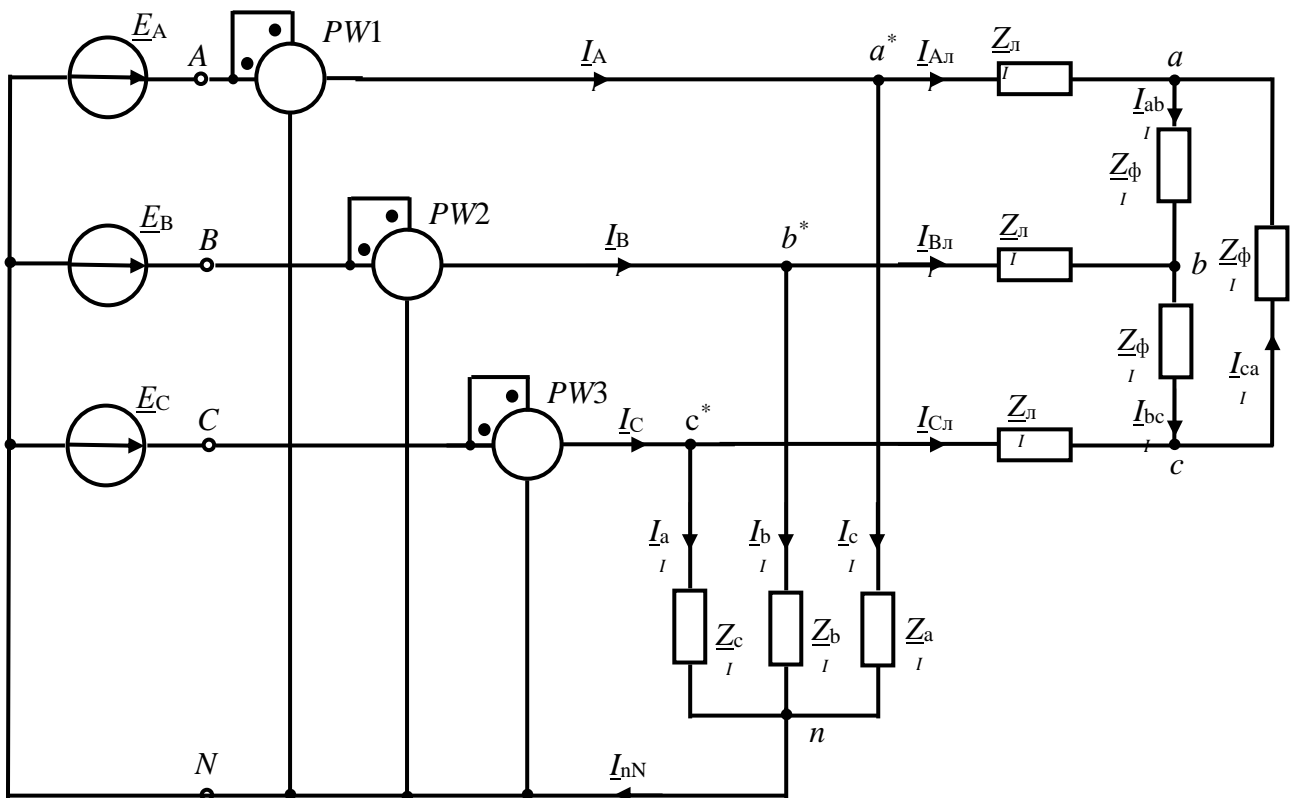 E_A A PW1 I_A a* I_Aл Z_л a
I I_ab
I
Z_ф
I
E_B B PW2 I_B b* I_Bл Z_л
I b Z_ф
I
Z_ф
I
I_ca
I
E_C C PW3 I_C c* I_Cл Z_л I_bc
I I
c
I_a I_b I_c
I I I
Z_c Z_b Z_a
I I I
n
N I_nN